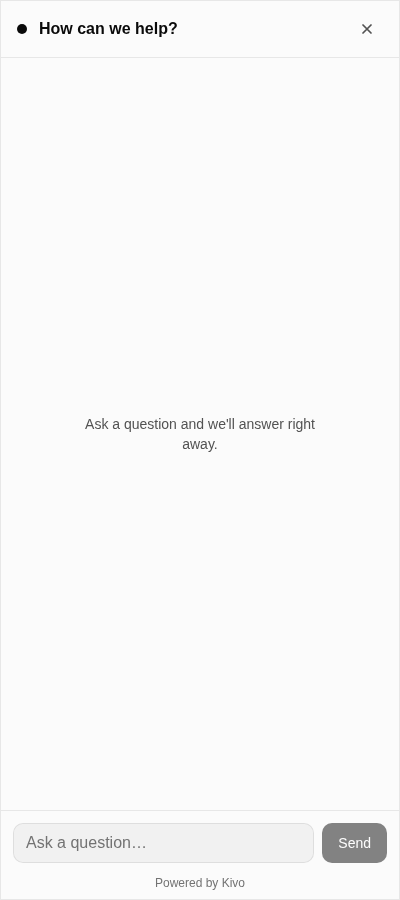 How can we help?
Ask a question and we'll answer right
away.
Ask a question…
Send
Powered by Kivo